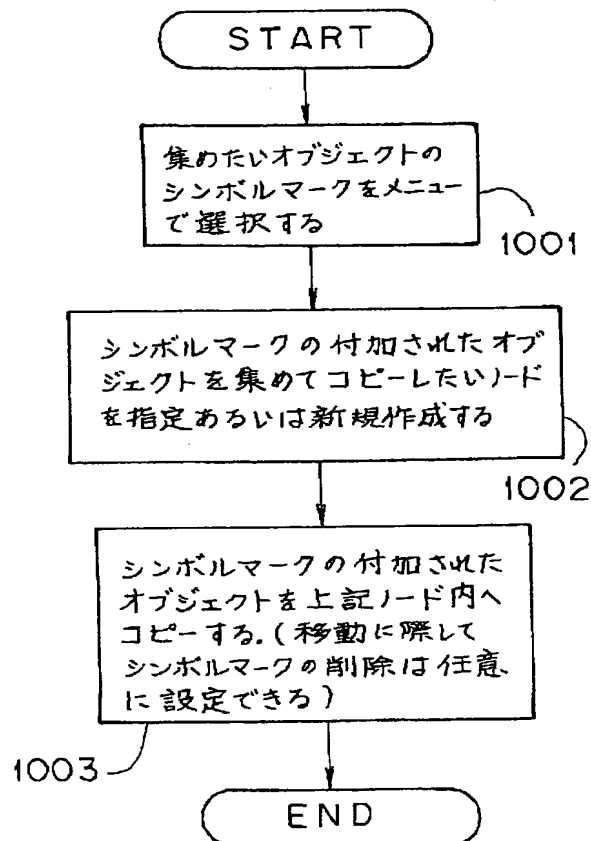 START
集めたいオブジェクトの
シンボルマークをメニュー
で選択する
1001
シンボルマークの付加されたオブ
ジェクトを集めてコピーしたいノード
を指定あるいは新規作成する
1002
シンボルマークの付加された
オブジェクトを上記ノード内へ
コピーする.(移動に際して
シンボルマークの削除は任意
に設定できる)
1003
END